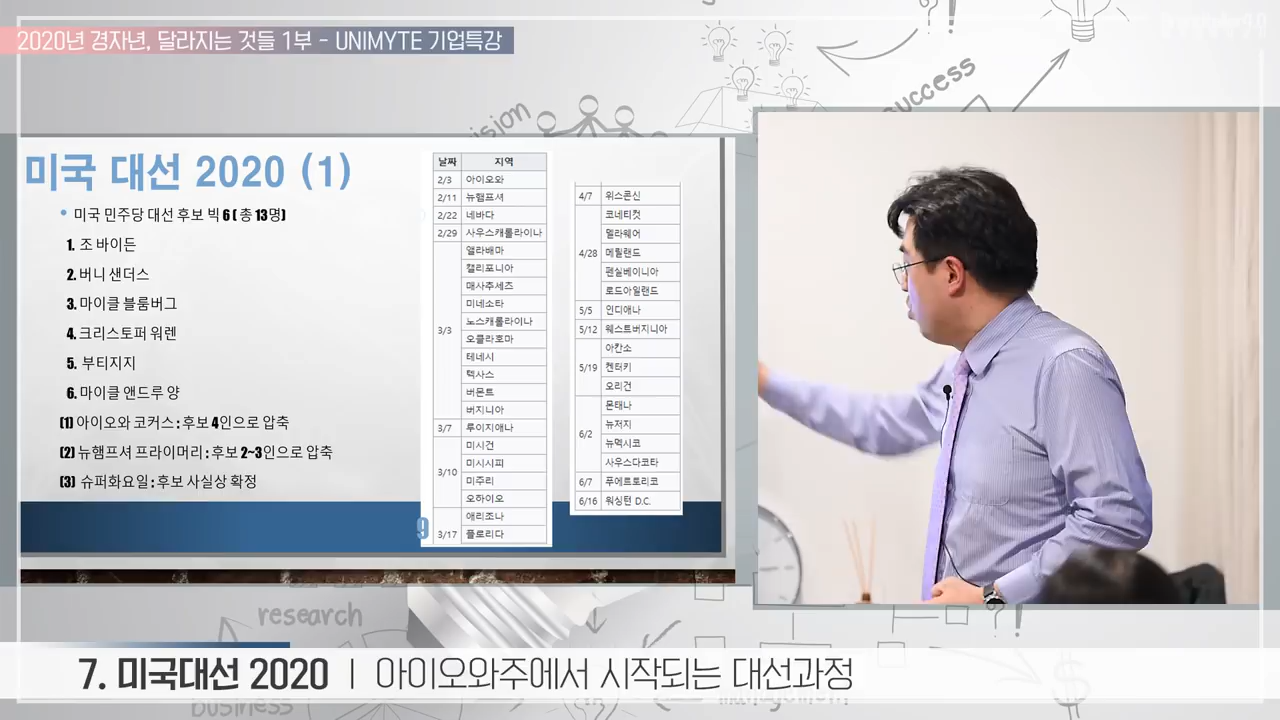 2020년 경자년, 달라지는 것들 1부 - UNIMYTE 기업특강
success
미국 대선 2020 (1)
• 미국 민주당 대선 후보 빅 6 ( 총 13명)
1. 조 바이든
2. 버니 샌더스
3. 마이클 블룸버그
4. 크리스토퍼 워렌
5. 부티지지
6. 마이클 앤드루 양
(1) 아이오와 코커스 : 후보 4인으로 압축
(2) 뉴햄프셔 프라이머리 : 후보 2~3인으로 압축
(3) 슈퍼화요일 : 후보 사실상 확정
9
날짜 지역
2/3 아이오와
2/11 뉴햄프셔
2/22 네바다
2/29 사우스캐롤라이나
앨라배마
캘리포니아
매사추세츠
미네소타
3/3 노스캐롤라이나
오클라호마
테네시
텍사스
버몬트
버지니아
3/7 루이지애나
미시건
3/10 미시시피
미주리
오하이오
애리조나
3/17 플로리다
4/7 위스콘신
코네티컷
델라웨어
4/28 메릴랜드
펜실베이니아
로드아일랜드
5/5 인디애나
5/12 웨스트버지니아
아칸소
5/19 켄터키
오리건
몬태나
6/2 뉴저지
뉴멕시코
사우스다코타
6/7 푸에트토리코
6/16 워싱턴 D.C.
research
7. 미국대선 2020 | 아이오와주에서 시작되는 대선과정
business